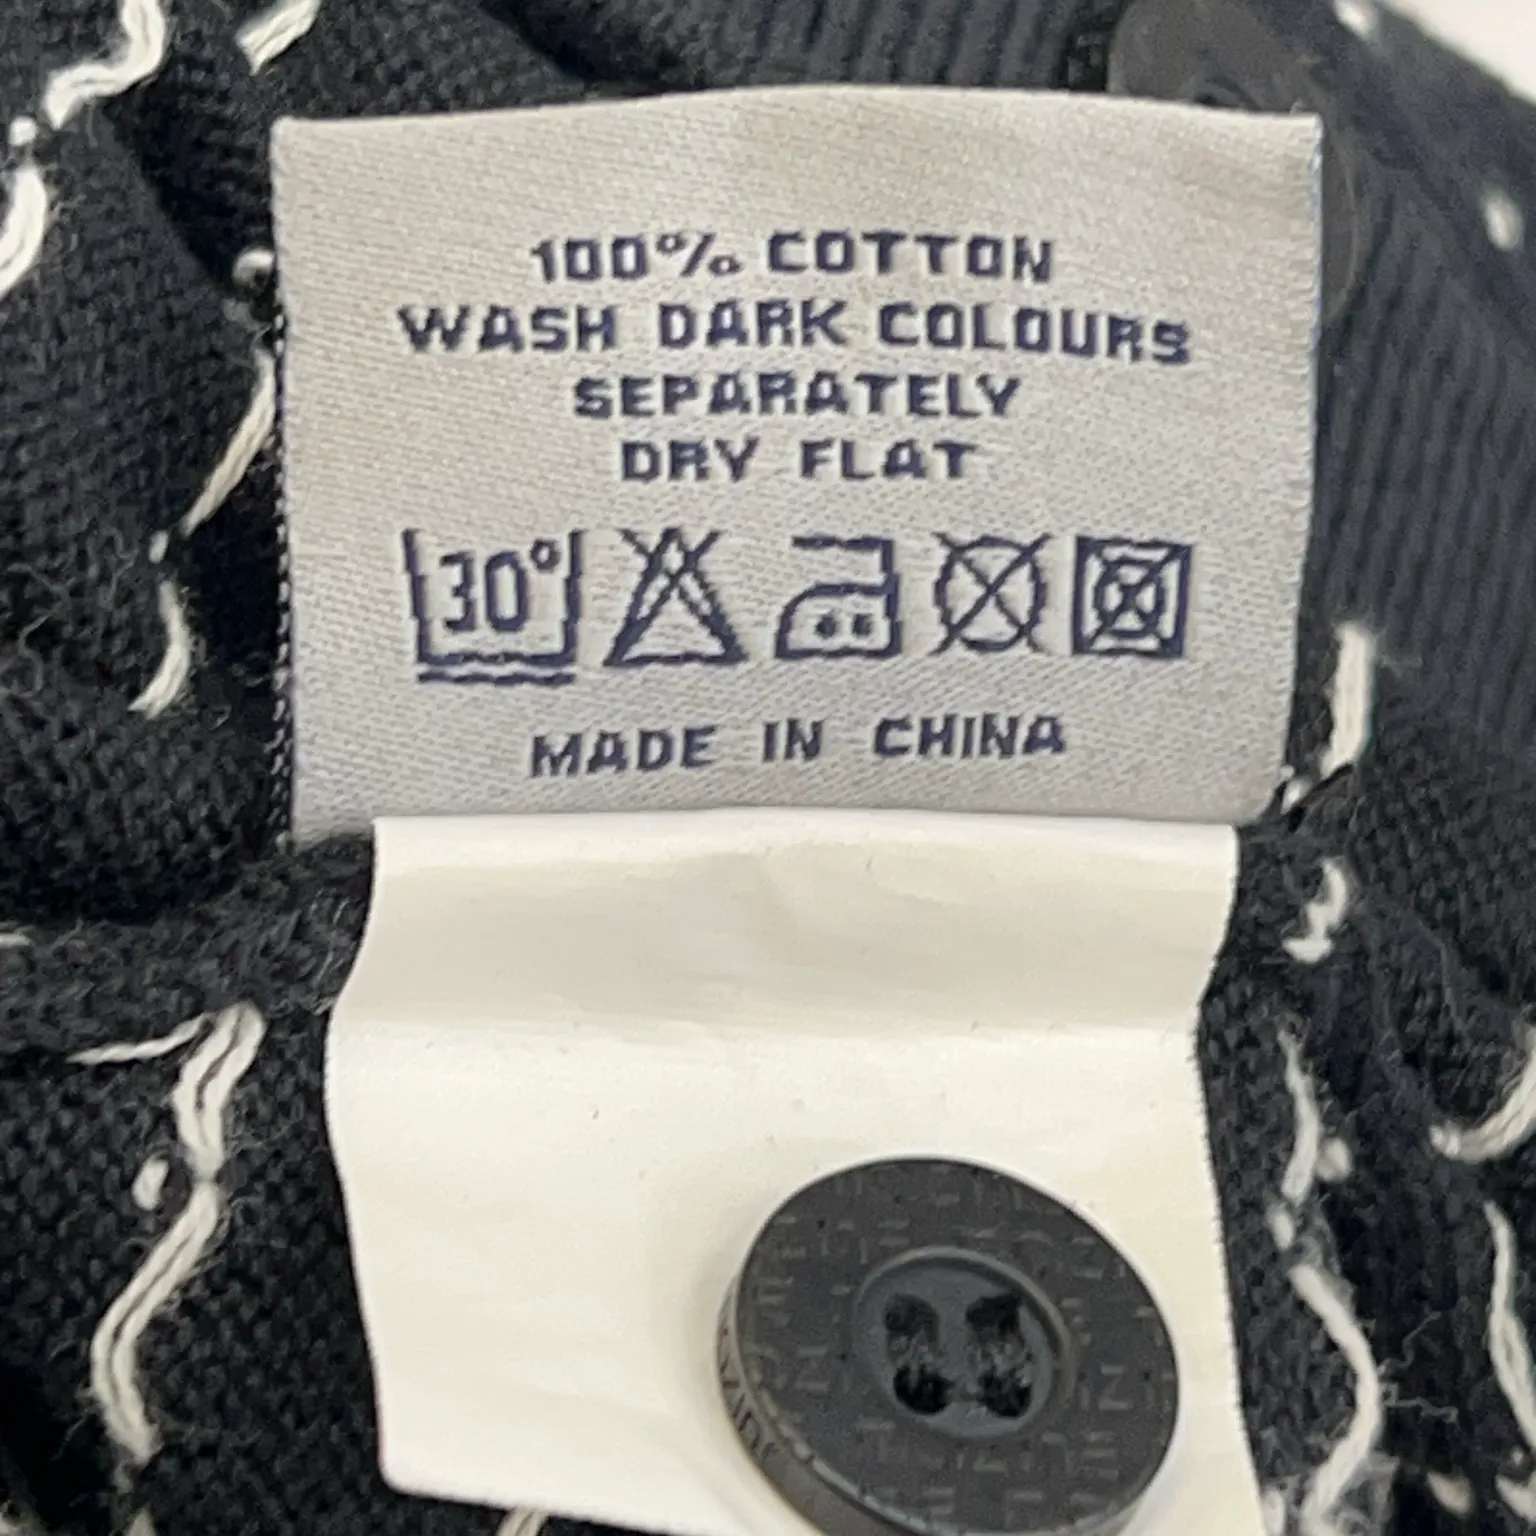 100% COTTON
WASH DARK COLOURS
SEPARATELY
DRY FLAT
30°
MADE IN CHINA